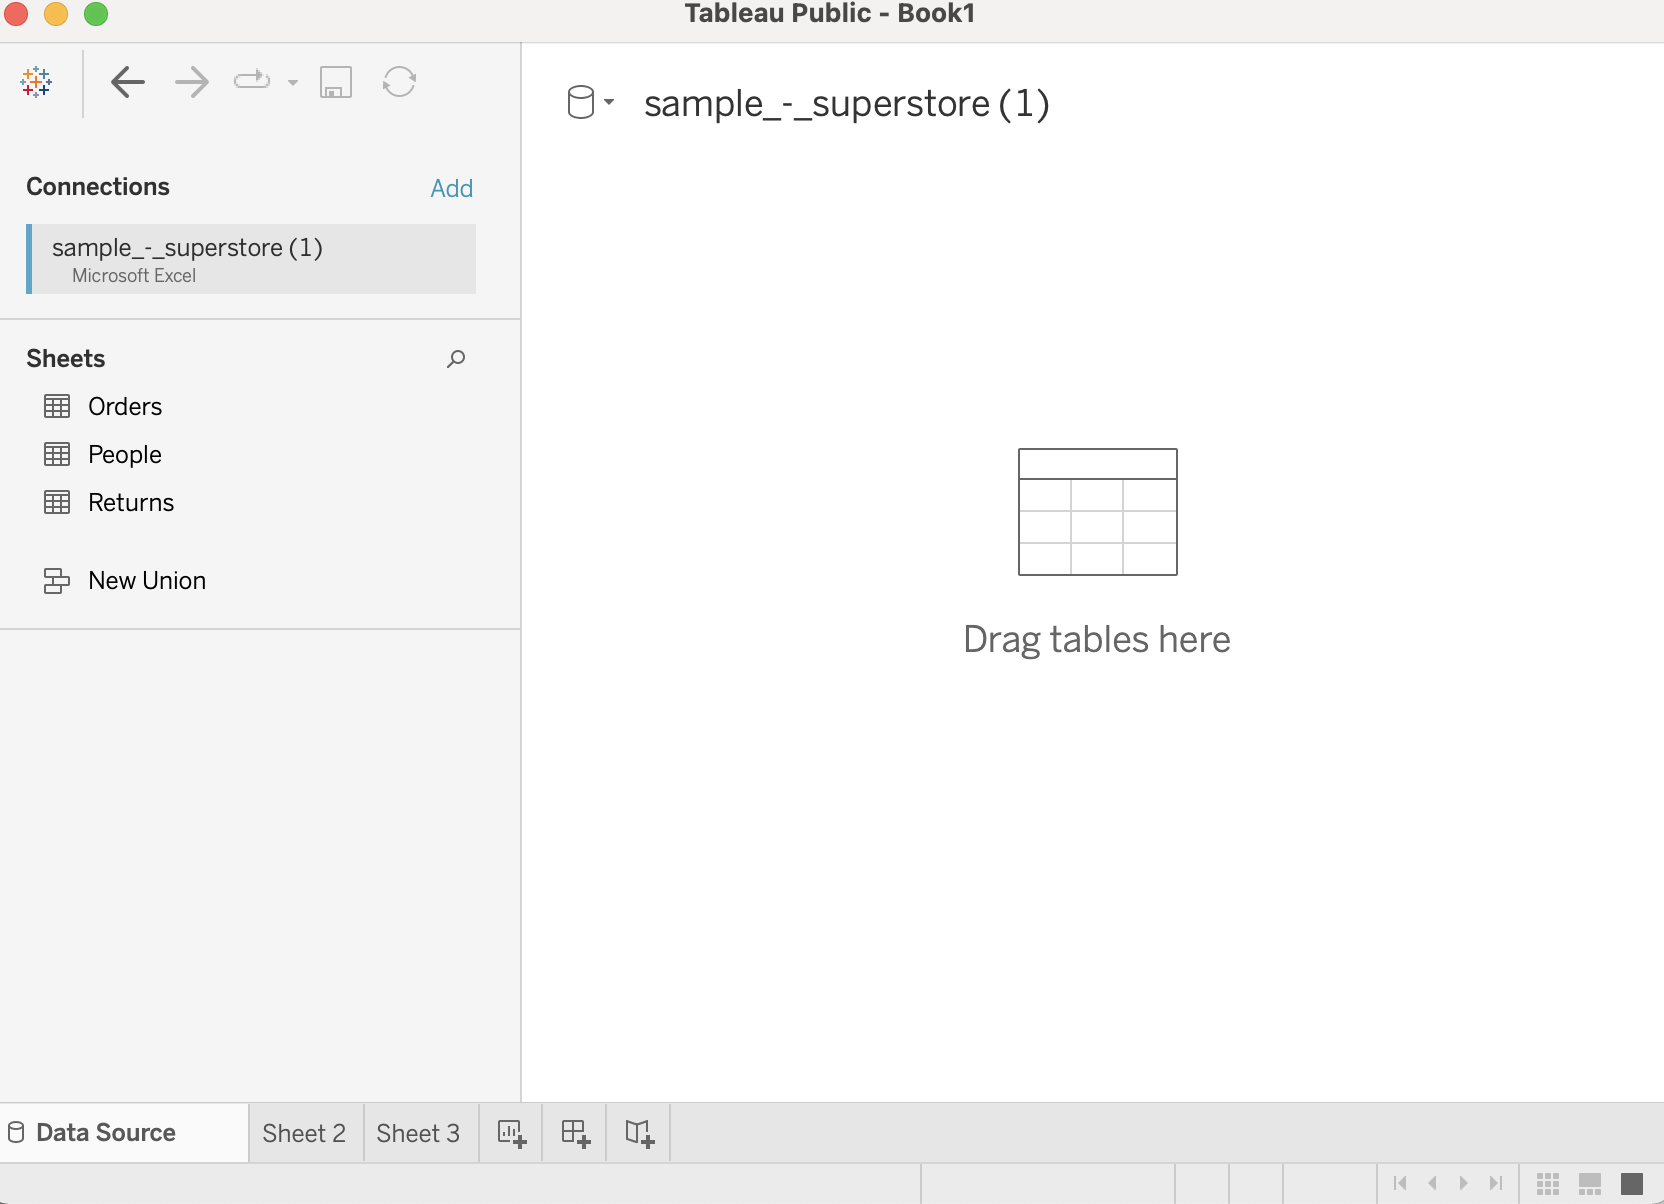 Tableau Public - Book1
sample_-_superstore (1)
Connections
Add
sample_-_superstore (1)
Microsoft Excel
Sheets
Orders
People
Returns
New Union
Drag tables here
Data Source
Sheet 2
Sheet 3